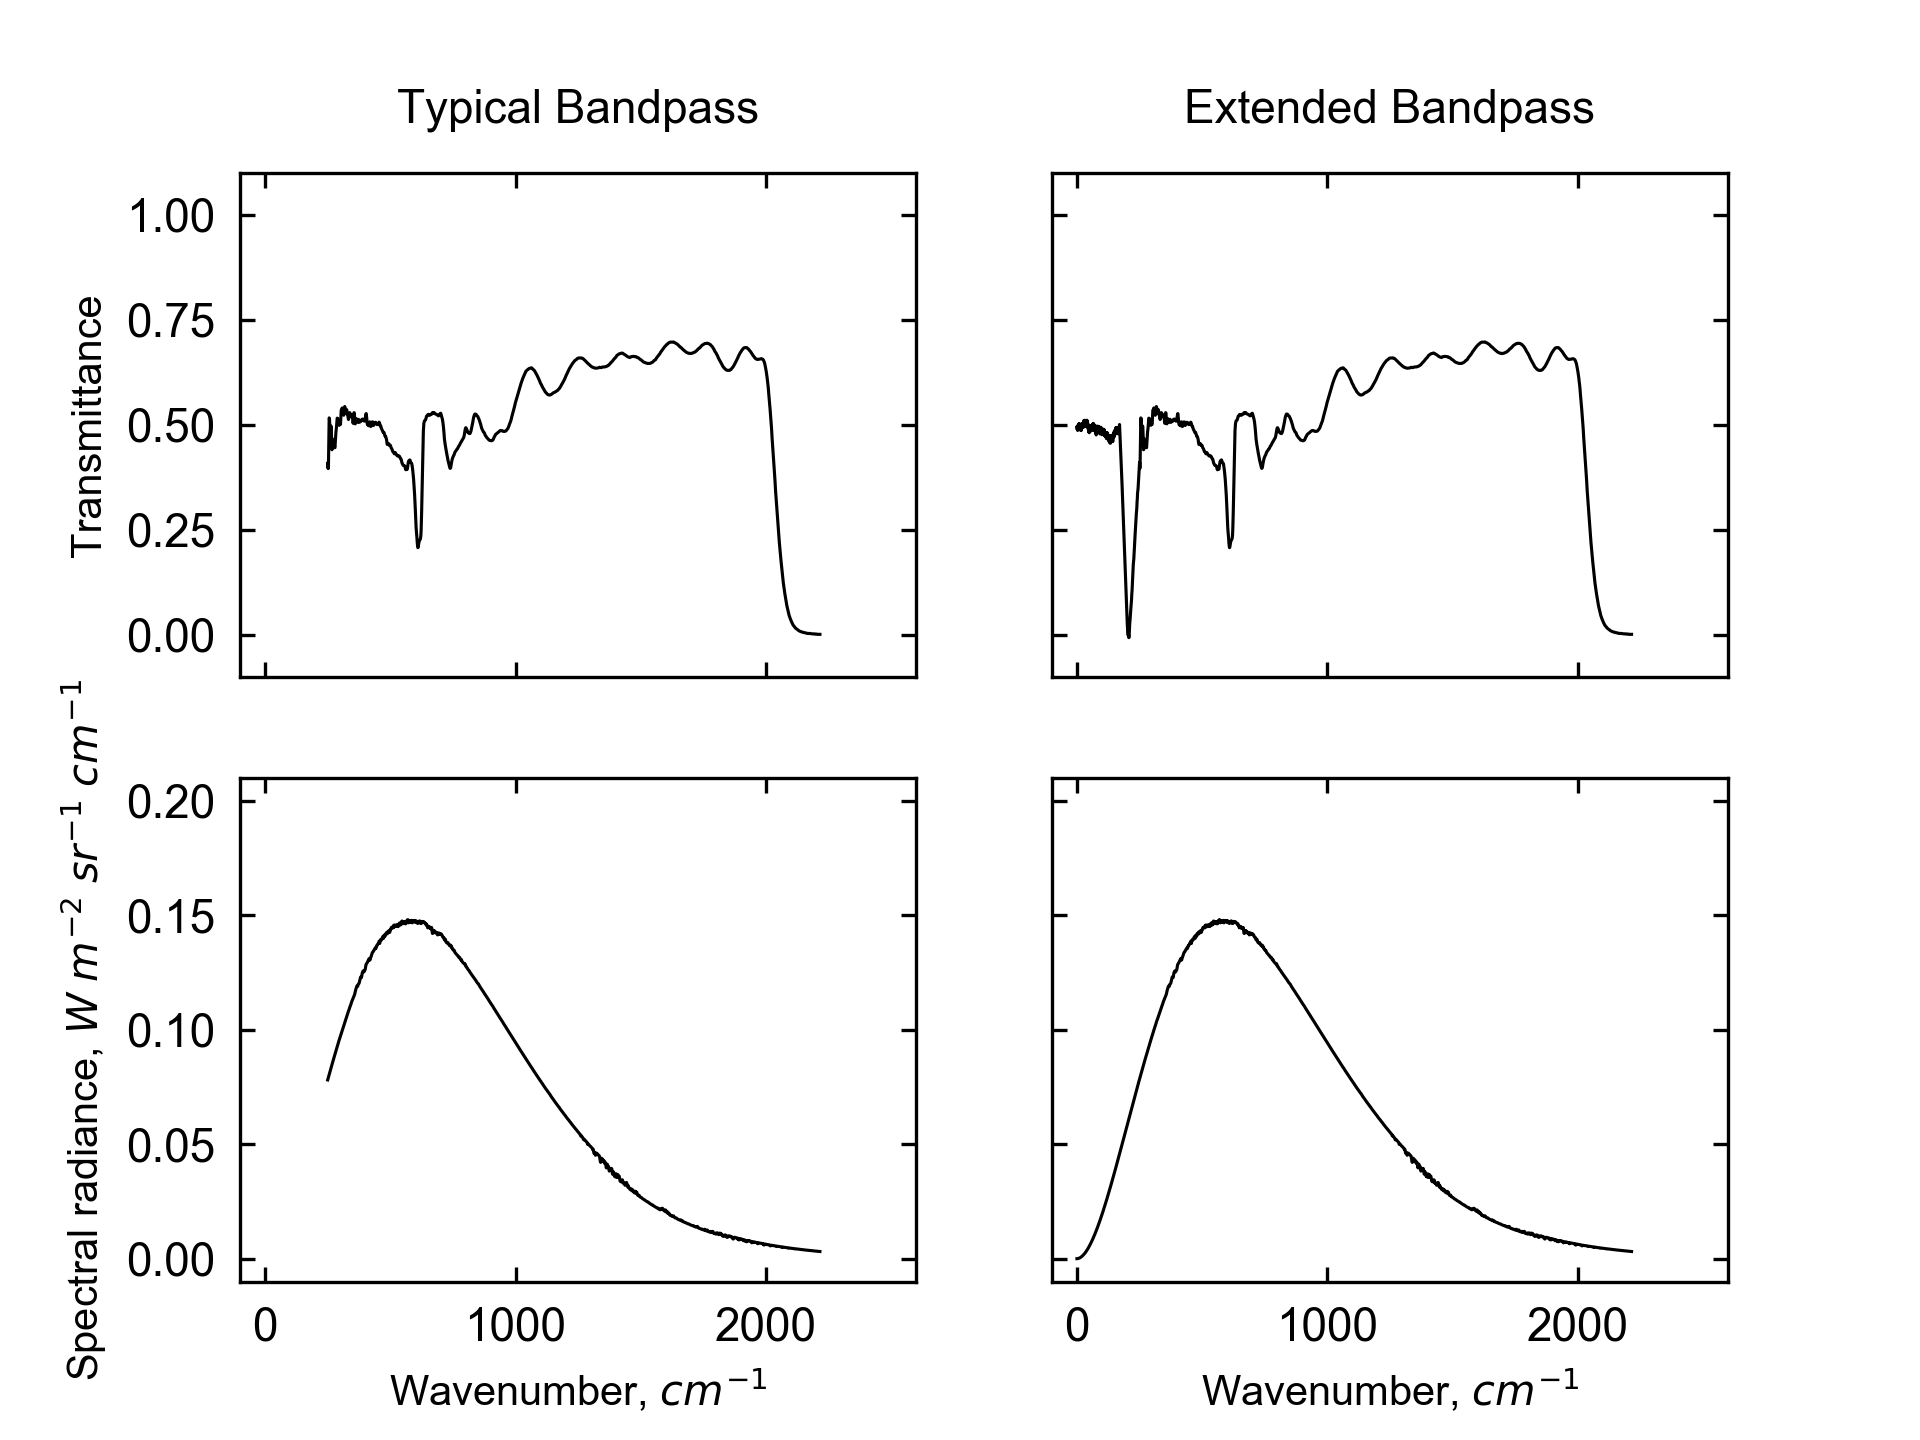 Typical Bandpass
Extended Bandpass
Transmittance
1.00
0.75
0.50
0.25
0.00
Spectral radiance, W m⁻² sr⁻¹ cm⁻¹
0.20
0.15
0.10
0.05
0.00
0 1000 2000
0 1000 2000
Wavenumber, cm⁻¹
Wavenumber, cm⁻¹